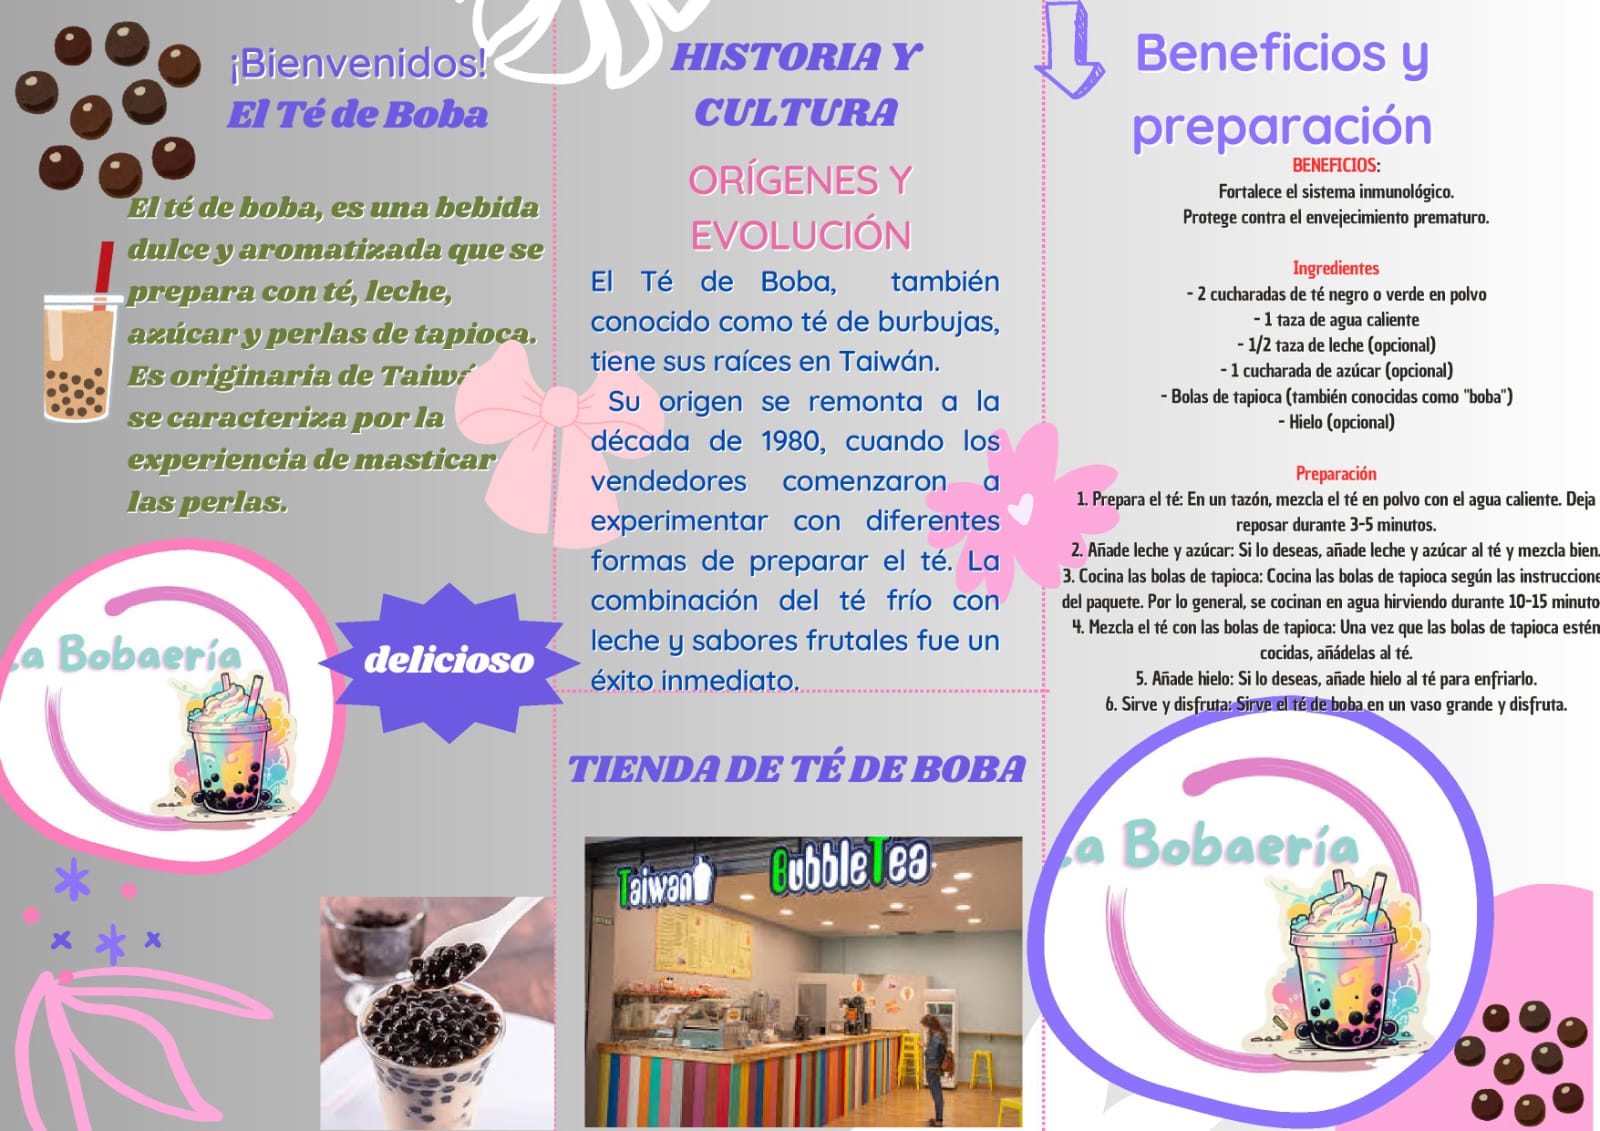 ¡Bienvenidos!
El Té de Boba
El té de boba, es una bebida
dulce y aromatizada que se
prepara con té, leche,
azúcar y perlas de tapioca.
Es originaria de
se caracteriza por la
experiencia de masticar
las perlas.
a Bobaería
delicioso
HISTORIA Y
CULTURA
ORÍGENES Y
EVOLUCIÓN
El Té de Boba, también
conocido como té de burbujas,
tiene sus raíces en Taiwán.
Su origen se remonta a la
década de 1980, cuando los
vendedores comenzaron a
experimentar con diferentes
formas de preparar el té. La
combinación del té frío con
leche y sabores frutales fue un
éxito inmediato.
TIENDA DE TÉ DE BOBA
Taiwan BubbleTea
Beneficios y
preparación
BENEFICIOS:
Fortalece el sistema inmunológico.
Protege contra el envejecimiento prematuro.
Ingredientes
- 2 cucharadas de té negro o verde en polvo
- 1 taza de agua caliente
- 1/2 taza de leche (opcional)
- 1 cucharada de azúcar (opcional)
- Bolas de tapioca (también conocidas como "boba")
- Hielo (opcional)
Preparación
1. Prepara el té: En un tazón, mezcla el té en polvo con el agua caliente. Deja
reposar durante 3-5 minutos.
2. Añade leche y azúcar: Si lo deseas, añade leche y azúcar al té y mezcla bien.
3. Cocina las bolas de tapioca: Cocina las bolas de tapioca según las instruccione
del paquete. Por lo general, se cocinan en agua hirviendo durante 10-15 minuto
4. Mezcla el té con las bolas de tapioca: Una vez que las bolas de tapioca estén
cocidas, añádelas al té.
5. Añade hielo: Si lo deseas, añade hielo al té para enfriarlo.
6. Sirve y disfruta: Sirve el té de boba en un vaso grande y disfruta.
a Bobaería